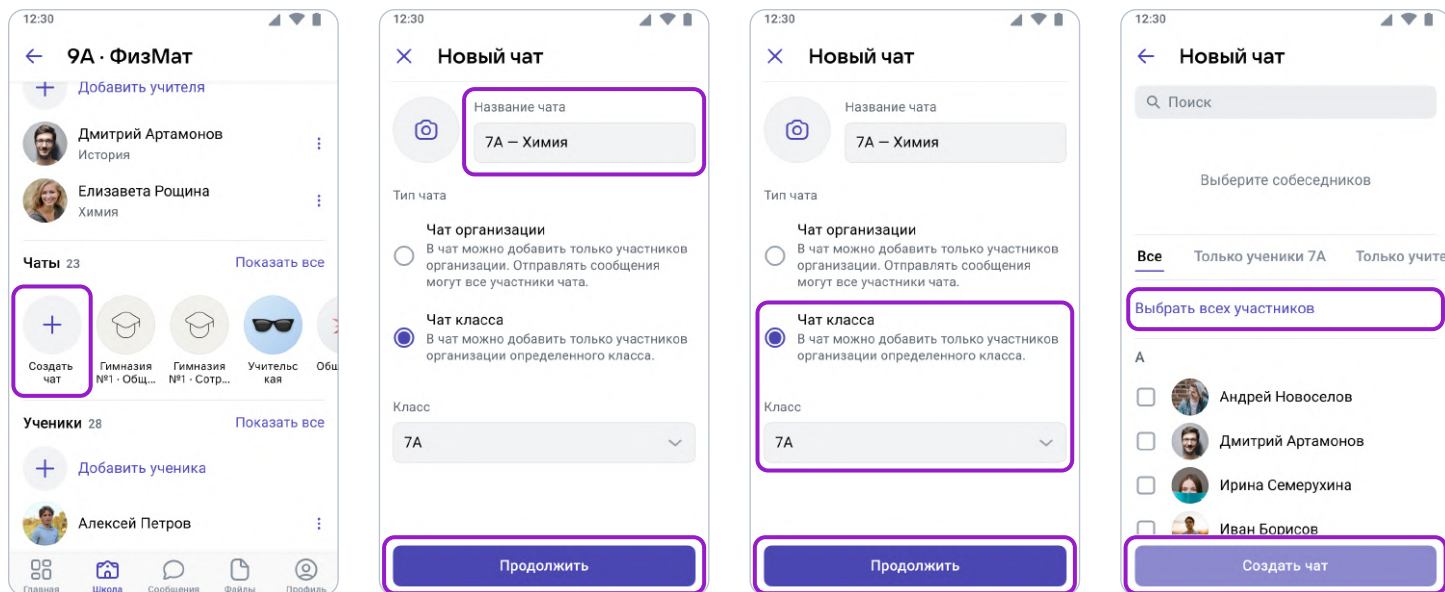 12:30
9А · ФизМат
Добавить учителя
Дмитрий Артамонов
История
Елизавета Рощина
Химия
Чаты 23
Показать все
Создать
чат
Гимназия
№1 · Общ...
Гимназия
№1 · Сотр...
Учительс
кая
Общ
Ученики 28
Показать все
Добавить ученика
Алексей Петров
Главная
Школа
Сообщения
Файлы
Профиль
12:30
Новый чат
Название чата
7А — Химия
Тип чата
Чат организации
В чат можно добавить только участников
организации. Отправлять сообщения
могут все участники чата.
Чат класса
В чат можно добавить только участников
организации определенного класса.
Класс
7А
Продолжить
12:30
Новый чат
Название чата
7А — Химия
Тип чата
Чат организации
В чат можно добавить только участников
организации. Отправлять сообщения
могут все участники чата.
Чат класса
В чат можно добавить только участников
организации определенного класса.
Класс
7А
Продолжить
12:30
Новый чат
Поиск
Выберите собеседников
Все
Только ученики 7А
Только учите
Выбрать всех участников
А
Андрей Новоселов
Дмитрий Артамонов
Ирина Семерухина
Иван Борисов
Создать чат